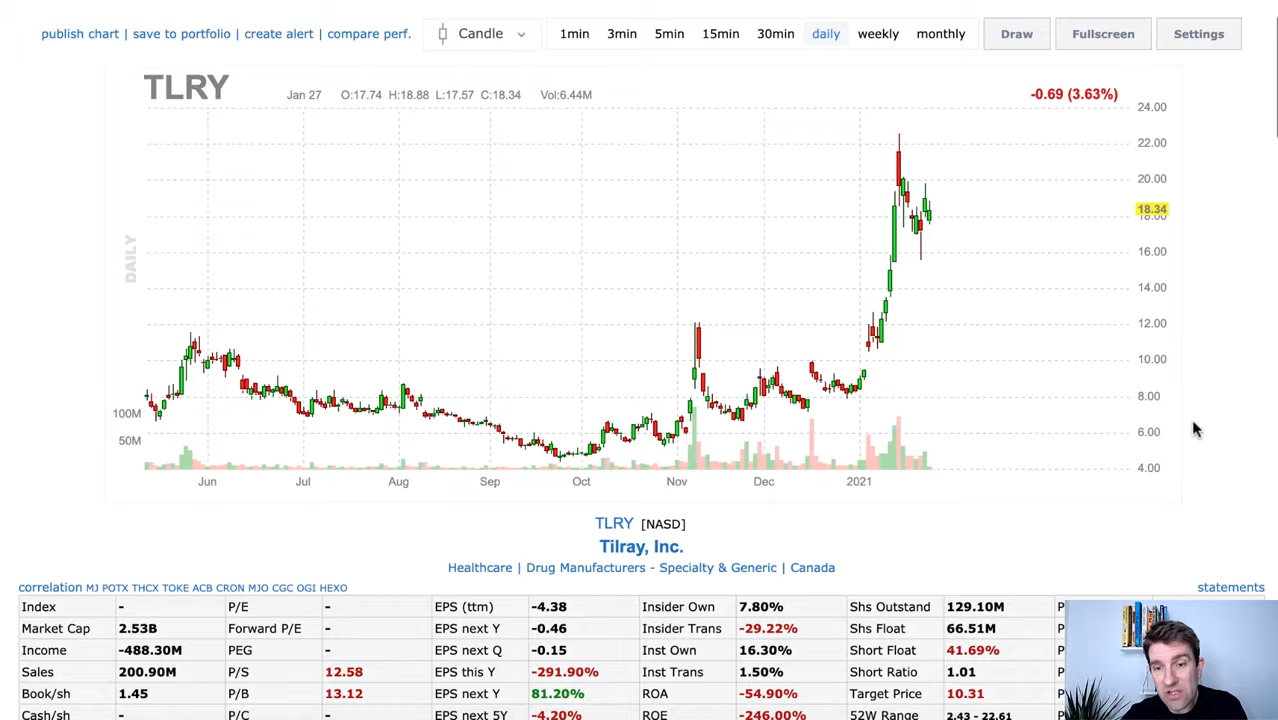 publish chart | save to portfolio | create alert | compare perf.
Candle
1min 3min 5min 15min 30min daily weekly monthly
Draw Fullscreen Settings
TLRY Jan 27 O:17.74 H:18.88 L:17.57 C:18.34 Vol:6.44M -0.69 (3.63%)
24.00
22.00
20.00
18.34
18.00
16.00
14.00
12.00
10.00
8.00
6.00
4.00
DAILY
100M
50M
Jun Jul Aug Sep Oct Nov Dec 2021
TLRY [NASD]
Tilray, Inc.
Healthcare | Drug Manufacturers - Specialty & Generic | Canada
correlation MJ POTX THCX TOKE ACB CRON MJO CGC OGI HEXO statements
Index - P/E - EPS (ttm) -4.38 Insider Own 7.80% Shs Outstand 129.10M P
Market Cap 2.53B Forward P/E - EPS next Y -0.46 Insider Trans -29.22% Shs Float 66.51M P
Income -488.30M PEG - EPS next Q -0.15 Inst Own 16.30% Short Float 41.69% P
Sales 200.90M P/S 12.58 EPS this Y -291.90% Inst Trans 1.50% Short Ratio 1.01 P
Book/sh 1.45 P/B 13.12 EPS next Y 81.20% ROA -54.90% Target Price 10.31 P
Cash/sh - P/C - EPS next 5Y -4.20% ROE -246.00% 52W Range 2.43 - 22.61 P